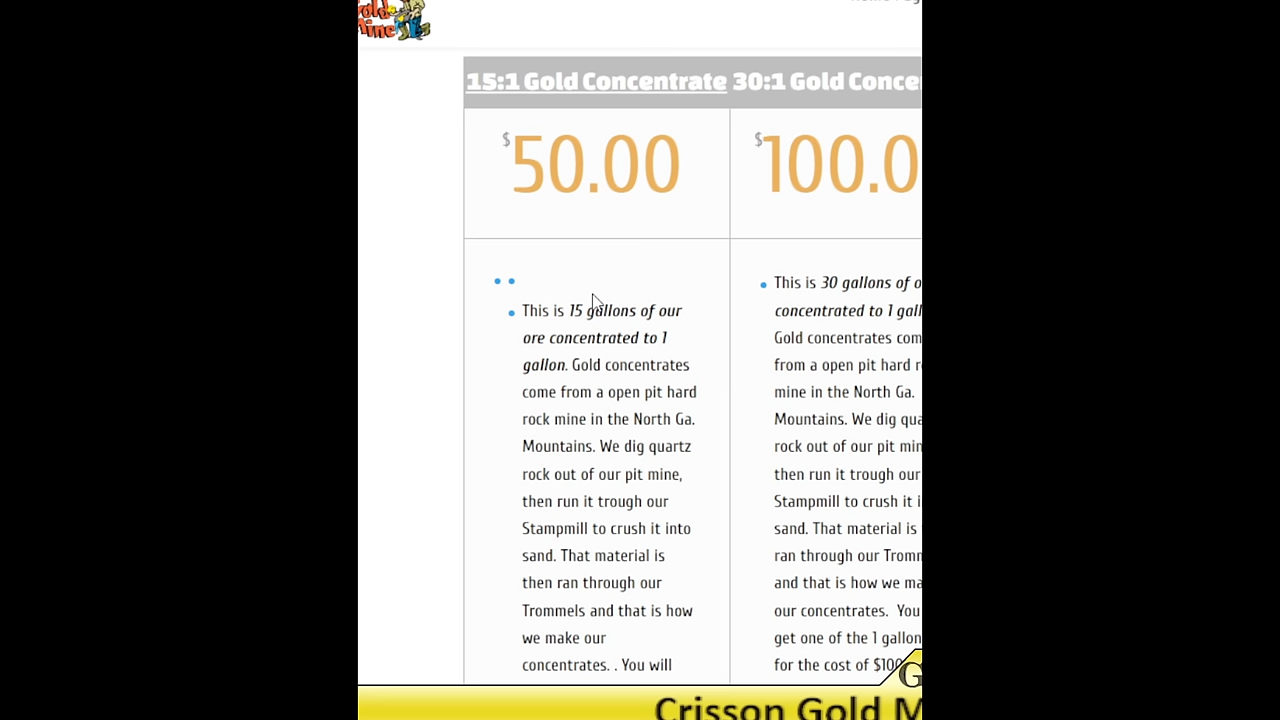 Gold
Mine
15:1 Gold Concentrate
30:1 Gold Conce
$50.00
$100.0
This is 15 gallons of our
ore concentrated to 1
gallon. Gold concentrates
come from a open pit hard
rock mine in the North Ga.
Mountains. We dig quartz
rock out of our pit mine,
then run it trough our
Stampmill to crush it into
sand. That material is
then ran through our
Trommels and that is how
we make our
concentrates. . You will
This is 30 gallons of o
concentrated to 1 gall
Gold concentrates com
from a open pit hard r
mine in the North Ga.
Mountains. We dig qua
rock out of our pit min
then run it trough our
Stampmill to crush it i
sand. That material is
ran through our Tromm
and that is how we ma
our concentrates. You
get one of the 1 gallon
for the cost of $100
G
Crisson Gold M